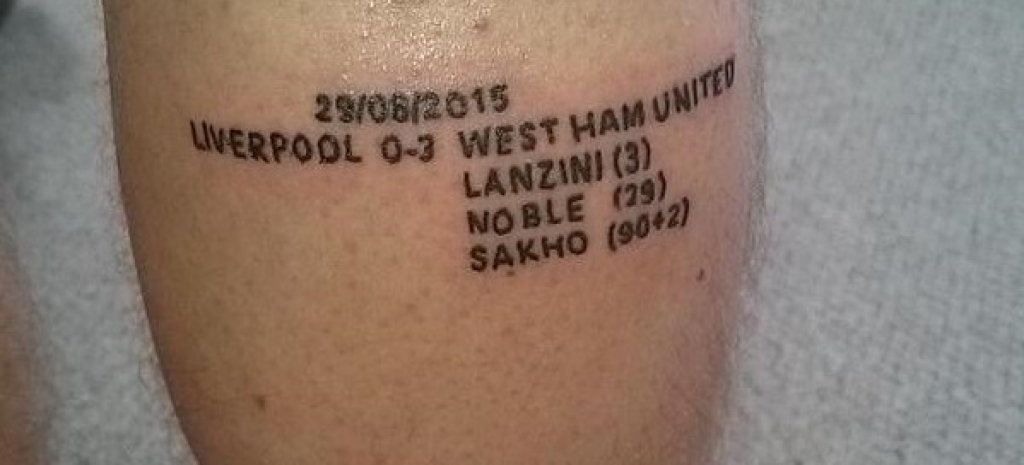 29/08/2015
LIVERPOOL 0-3 WEST HAM UNITED
LANZINI (3)
NOBLE (29)
SAKHO (90+2)